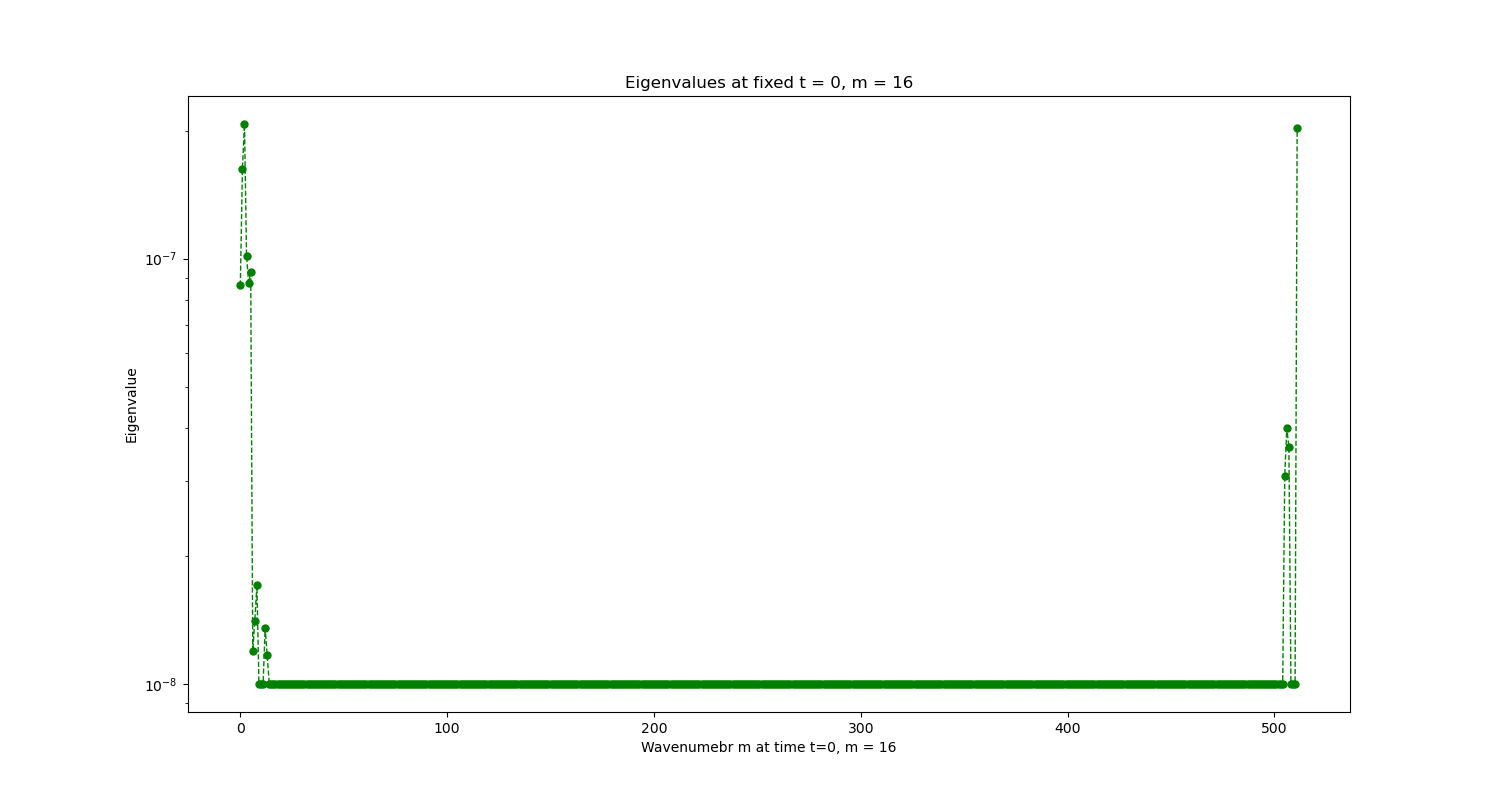 Eigenvalues at fixed t = 0, m = 16
10⁻⁷
10⁻⁸
Eigenvalue
0 100 200 300 400 500
Wavenumebr m at time t=0, m = 16